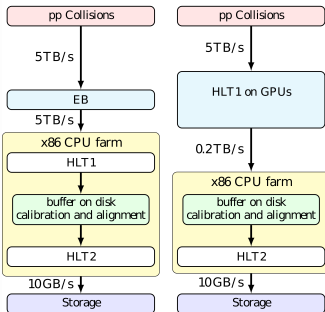 pp Collisions
5TB/s
EB
5TB/s
x86 CPU farm
HLT1
buffer on disk
calibration and alignment
HLT2
10GB/s
Storage
pp Collisions
5TB/s
HLT1 on GPUs
0.2TB/s
x86 CPU farm
buffer on disk
calibration and alignment
HLT2
10GB/s
Storage